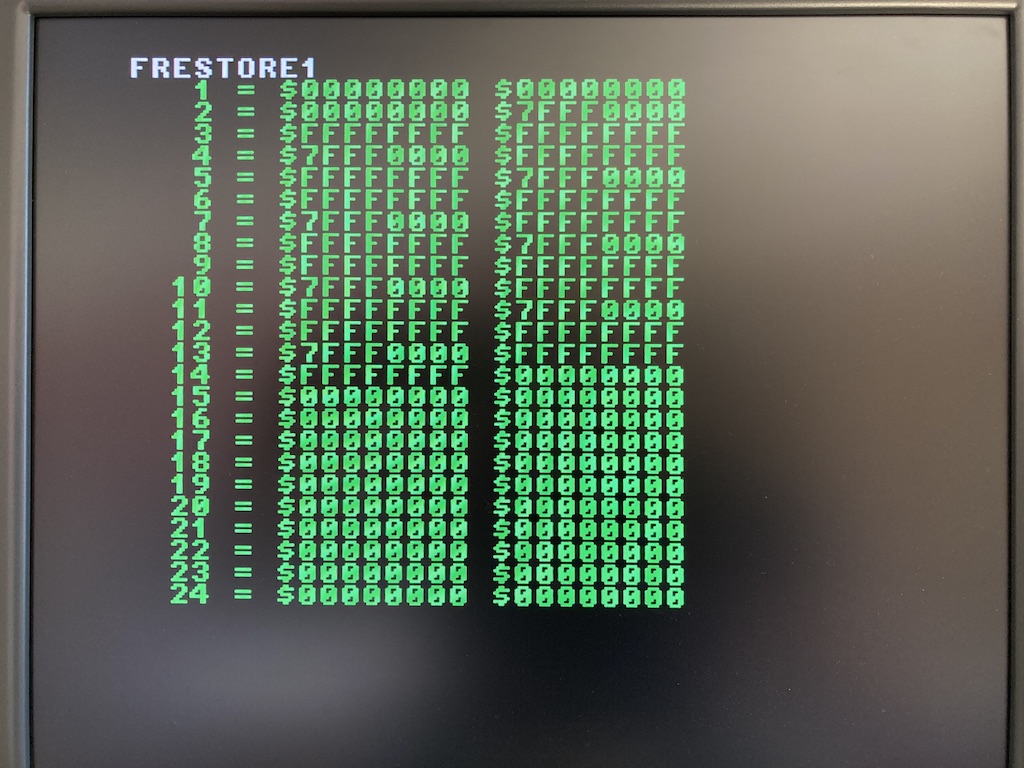 FRESTORE1
1 = $00000000 $00000000
2 = $00000000 $7FFF0000
3 = $FFFFFFFF $FFFFFFFF
4 = $7FFF0000 $FFFFFFFF
5 = $FFFFFFFF $7FFF0000
6 = $FFFFFFFF $FFFFFFFF
7 = $7FFF0000 $FFFFFFFF
8 = $FFFFFFFF $7FFF0000
9 = $FFFFFFFF $FFFFFFFF
10 = $7FFF0000 $FFFFFFFF
11 = $FFFFFFFF $7FFF0000
12 = $FFFFFFFF $FFFFFFFF
13 = $7FFF0000 $FFFFFFFF
14 = $FFFFFFFF $00000000
15 = $00000000 $00000000
16 = $00000000 $00000000
17 = $00000000 $00000000
18 = $00000000 $00000000
19 = $00000000 $00000000
20 = $00000000 $00000000
21 = $00000000 $00000000
22 = $00000000 $00000000
23 = $00000000 $00000000
24 = $00000000 $00000000